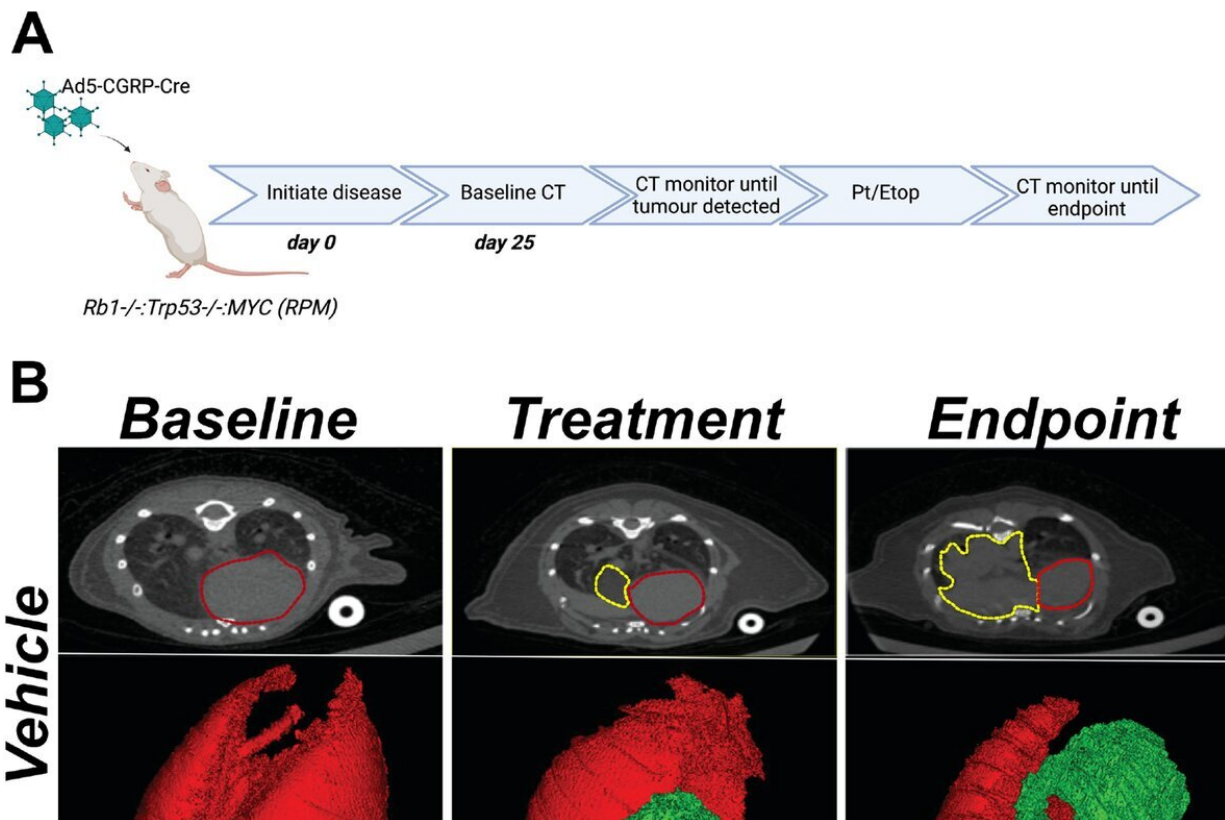 A
Ad5-CGRP-Cre
Initiate disease
Baseline CT
CT monitor until
tumour detected
Pt/Etop
CT monitor until
endpoint
day 0
day 25
Rb1-/-:Trp53-/-:MYC (RPM)
B
Baseline
Treatment
Endpoint
Vehicle